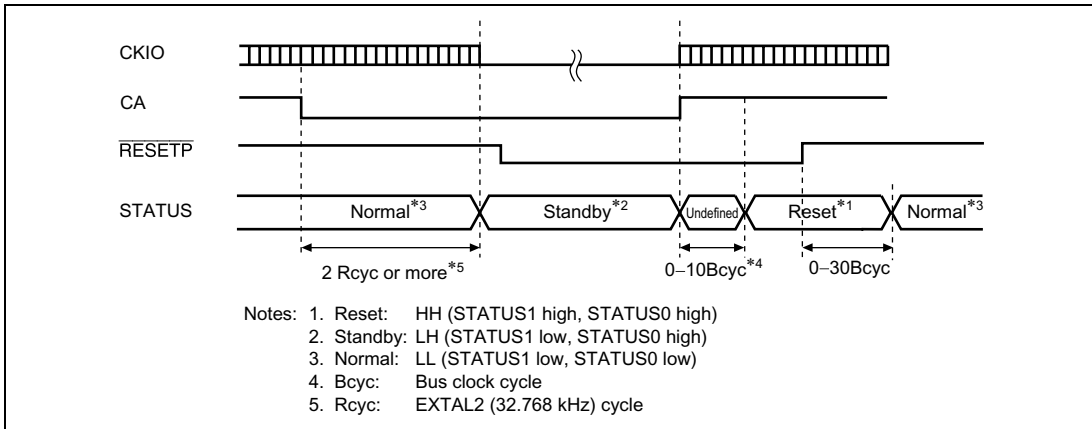 CKIO
CA
RESETP
STATUS
Normal*3 Standby*2 Undefined Reset*1 Normal*3
2 Rcyc or more*5 0–10Bcyc*4 0–30Bcyc
Notes: 1. Reset: HH (STATUS1 high, STATUS0 high)
2. Standby: LH (STATUS1 low, STATUS0 high)
3. Normal: LL (STATUS1 low, STATUS0 low)
4. Bcyc: Bus clock cycle
5. Rcyc: EXTAL2 (32.768 kHz) cycle